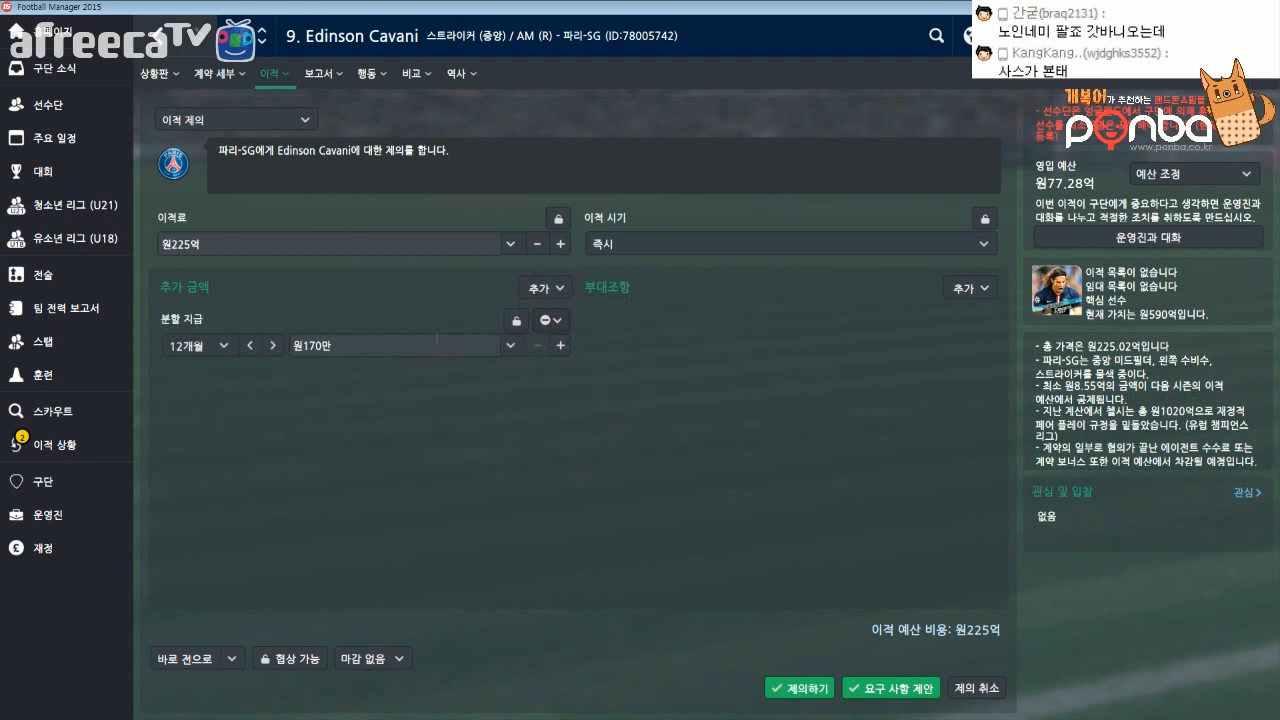 Football Manager 2015
afreecaTV
9. Edinson Cavani 스트라이커 (중앙) / AM (R) - 파리-SG (ID:78005742)
간굳(braq2131) :
노인네미 팔죠 갓바니오는데
KangKang..(wjdghks3552) :
사스가 본태
개복어가 추천하는 핸드폰쇼핑몰
panba
www.panba.co.kr
구단 소식
선수단
주요 일정
대회
청소년 리그 (U21)
유소년 리그 (U18)
전술
팀 전력 보고서
스탭
훈련
스카우트
2
이적 상황
구단
운영진
재정
상황판
계약 세부
이적
보고서
행동
비교
역사
이적 제의
파리-SG에게 Edinson Cavani에 대한 제의를 합니다.
이적료
이적 시기
원225억
즉시
추가 금액
추가
부대조항
추가
분할 지급
12개월
원170만
이적 예산 비용: 원225억
바로 전으로
협상 가능
마감 없음
제의하기
요구 사항 제안
제의 취소
영입 예산
원77.28억
예산 조정
이번 이적이 구단에게 중요하다고 생각하면 운영진과
대화를 나누고 적절한 조치를 취하도록 만드십시오.
운영진과 대화
이적 목록이 없습니다
임대 목록이 없습니다
핵심 선수
현재 가치는 원590억입니다.
- 총 가격은 원225.02억입니다
- 파리-SG는 중앙 미드필더, 왼쪽 수비수,
스트라이커를 물색 중이다.
- 최소 원8.55억의 금액이 다음 시즌의 이적
예산에서 공제됩니다.
- 지난 계산에서 첼시는 총 원1020억으로 재정적
페어 플레이 규정을 밑돌았습니다. (유럽 챔피언스
리그)
- 계약의 일부로 협의가 끝난 에이전트 수수료 또는
계약 보너스 또한 이적 예산에서 차감될 예정입니다.
관심 및 입찰
관심
없음